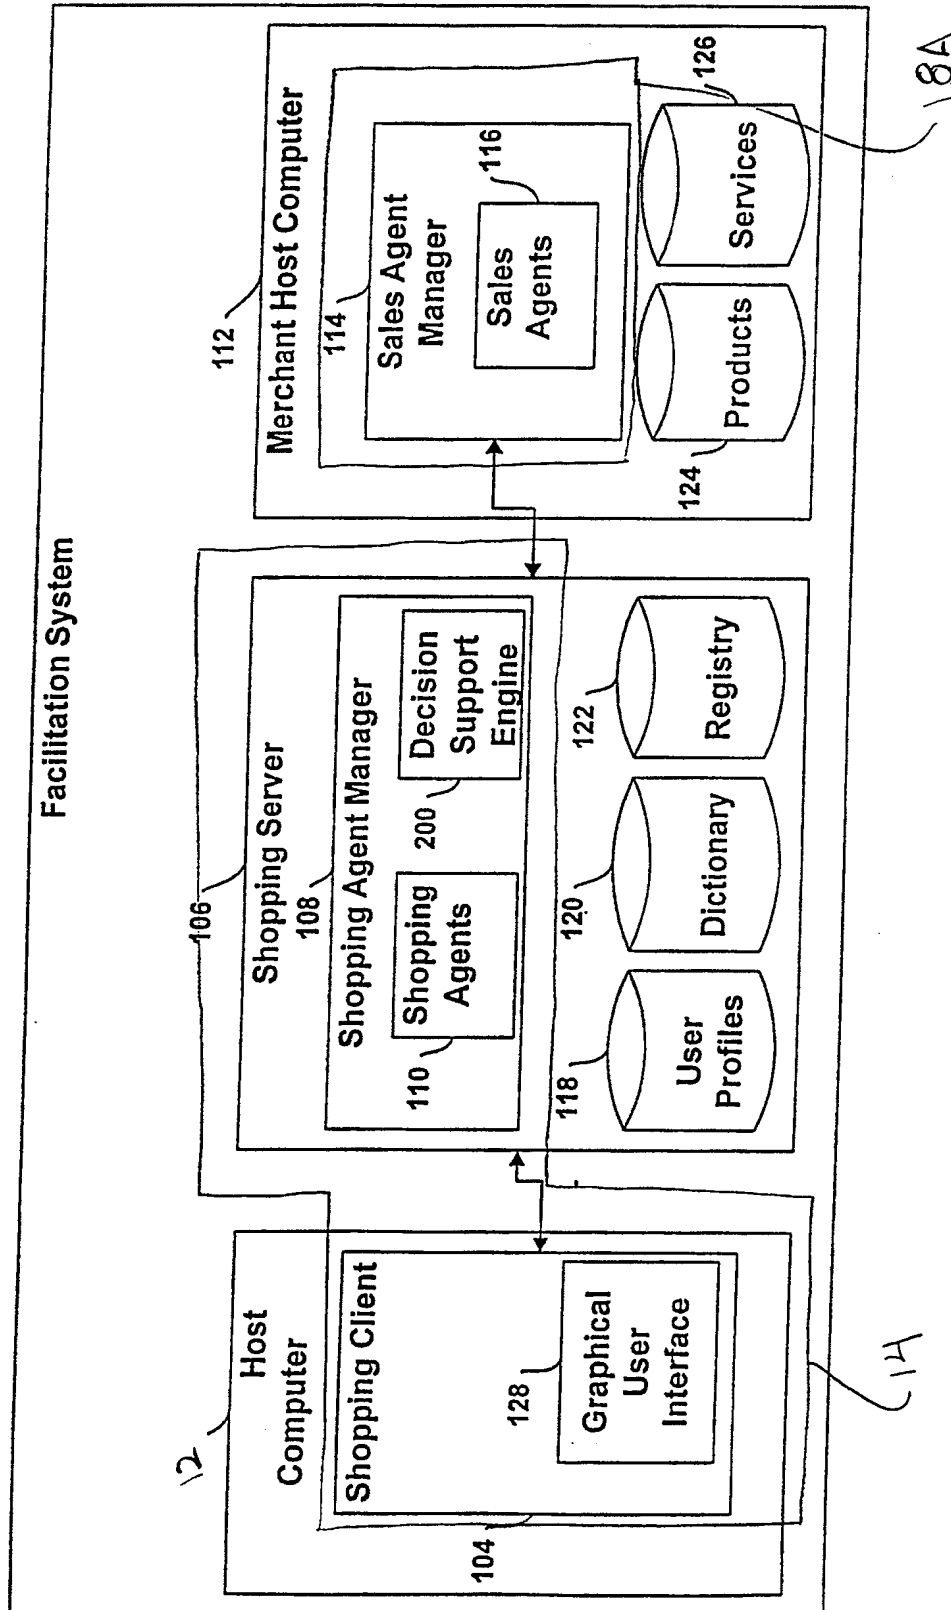 Facilitation System
12
Host
Computer
Shopping Client
104
128
Graphical
User
Interface
14
106
Shopping Server
108
Shopping Agent Manager
110
Shopping
Agents
200
Decision
Support
Engine
118
User
Profiles
120
Dictionary
122
Registry
112
Merchant Host Computer
114
Sales Agent
Manager
116
Sales
Agents
124
Products
126
Services
18A